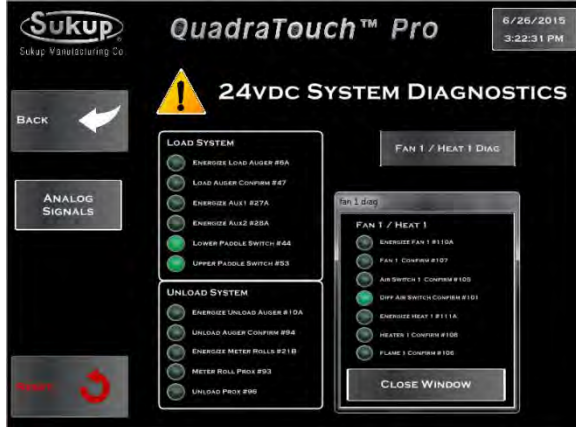 Sukup
Sukup Manufacturing Co.
QuadraTouch™ Pro
6/26/2015
3:22:31 PM
24VDC SYSTEM DIAGNOSTICS
BACK
ANALOG
SIGNALS
RESET
LOAD SYSTEM
ENERGIZE LOAD AUGER #6A
LOAD AUGER CONFIRM #47
ENERGIZE AUX1 #27A
ENERGIZE AUX2 #28A
LOWER PADDLE SWITCH #44
UPPER PADDLE SWITCH #53
UNLOAD SYSTEM
ENERGIZE UNLOAD AUGER #10A
UNLOAD AUGER CONFIRM #94
ENERGIZE METER ROLLS #21B
METER ROLL PROX #93
UNLOAD PROX #96
FAN 1 / HEAT 1 DIAG
fan 1 diag
FAN 1 / HEAT 1
ENERGIZE FAN 1 #110A
FAN 1 CONFIRM #107
AIR SWITCH 1 CONFIRM #105
DIFF AIR SWITCH CONFIRM #101
ENERGIZE HEAT 1 #111A
HEATER 1 CONFIRM #108
FLAME 1 CONFIRM #106
CLOSE WINDOW